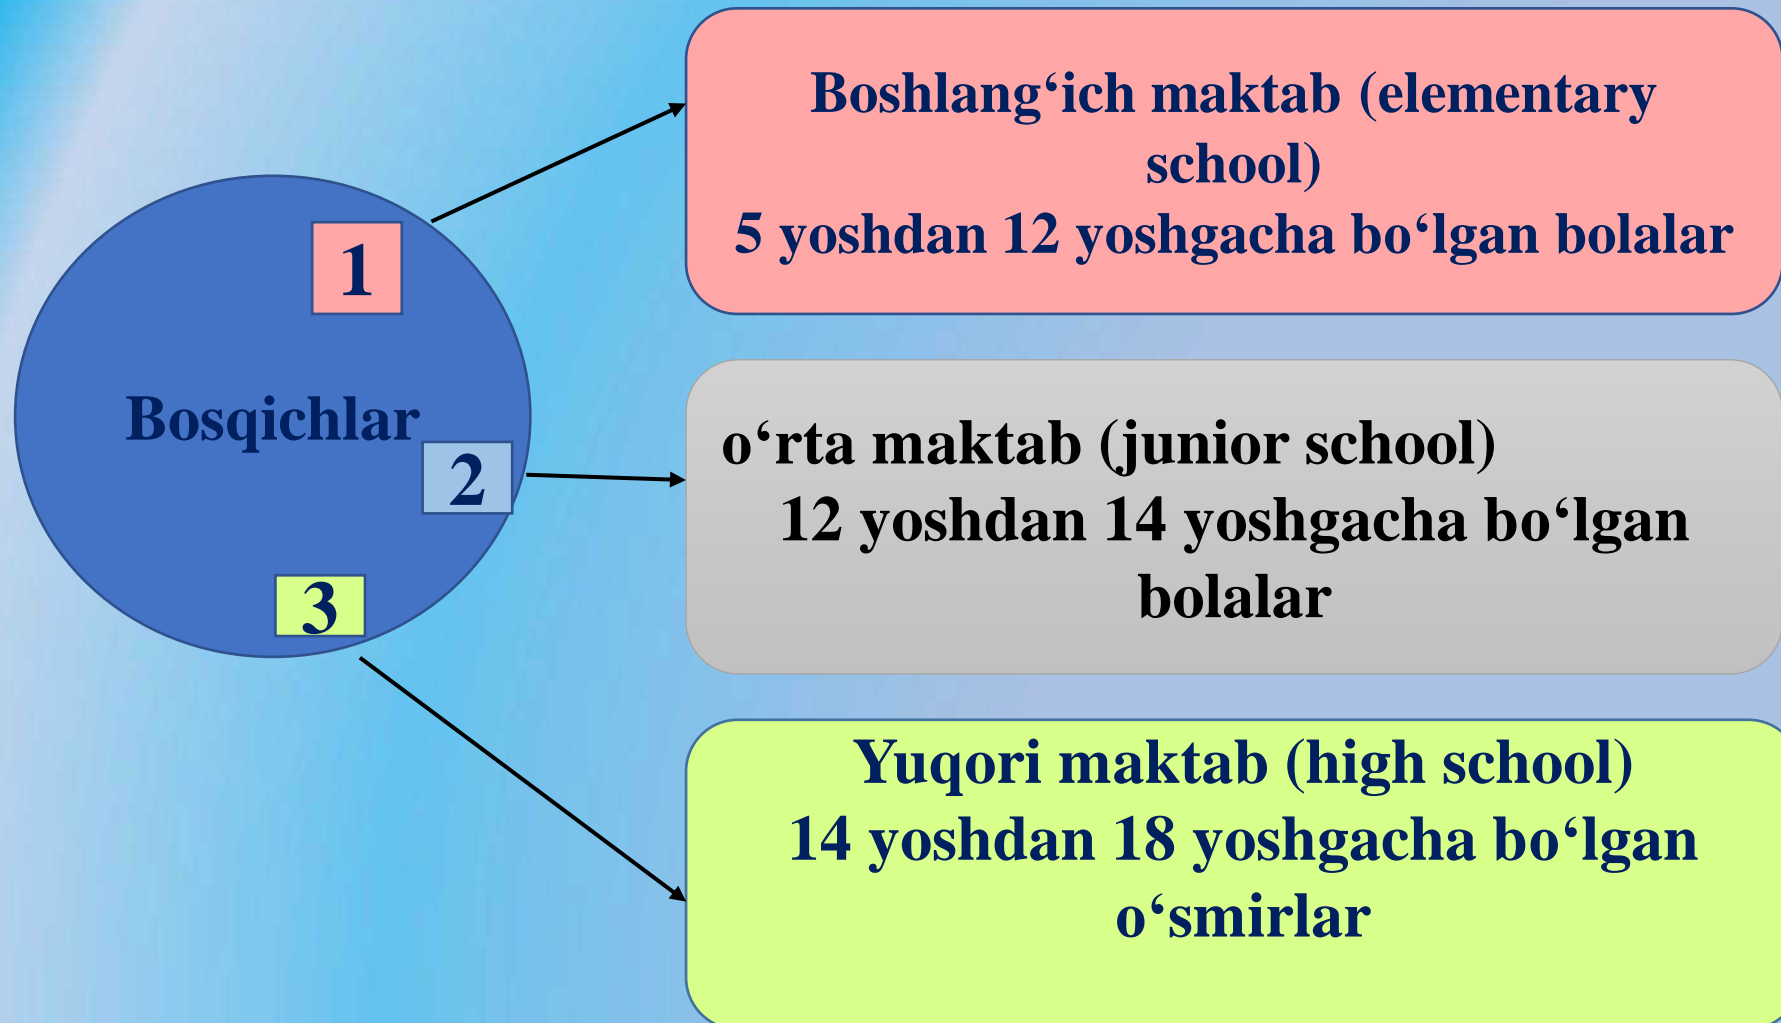 Boshlang‘ich maktab (elementary
school)
5 yoshdan 12 yoshgacha bo‘lgan bolalar
1
Bosqichlar
2
o‘rta maktab (junior school)
12 yoshdan 14 yoshgacha bo‘lgan
bolalar
3
Yuqori maktab (high school)
14 yoshdan 18 yoshgacha bo‘lgan
o‘smirlar